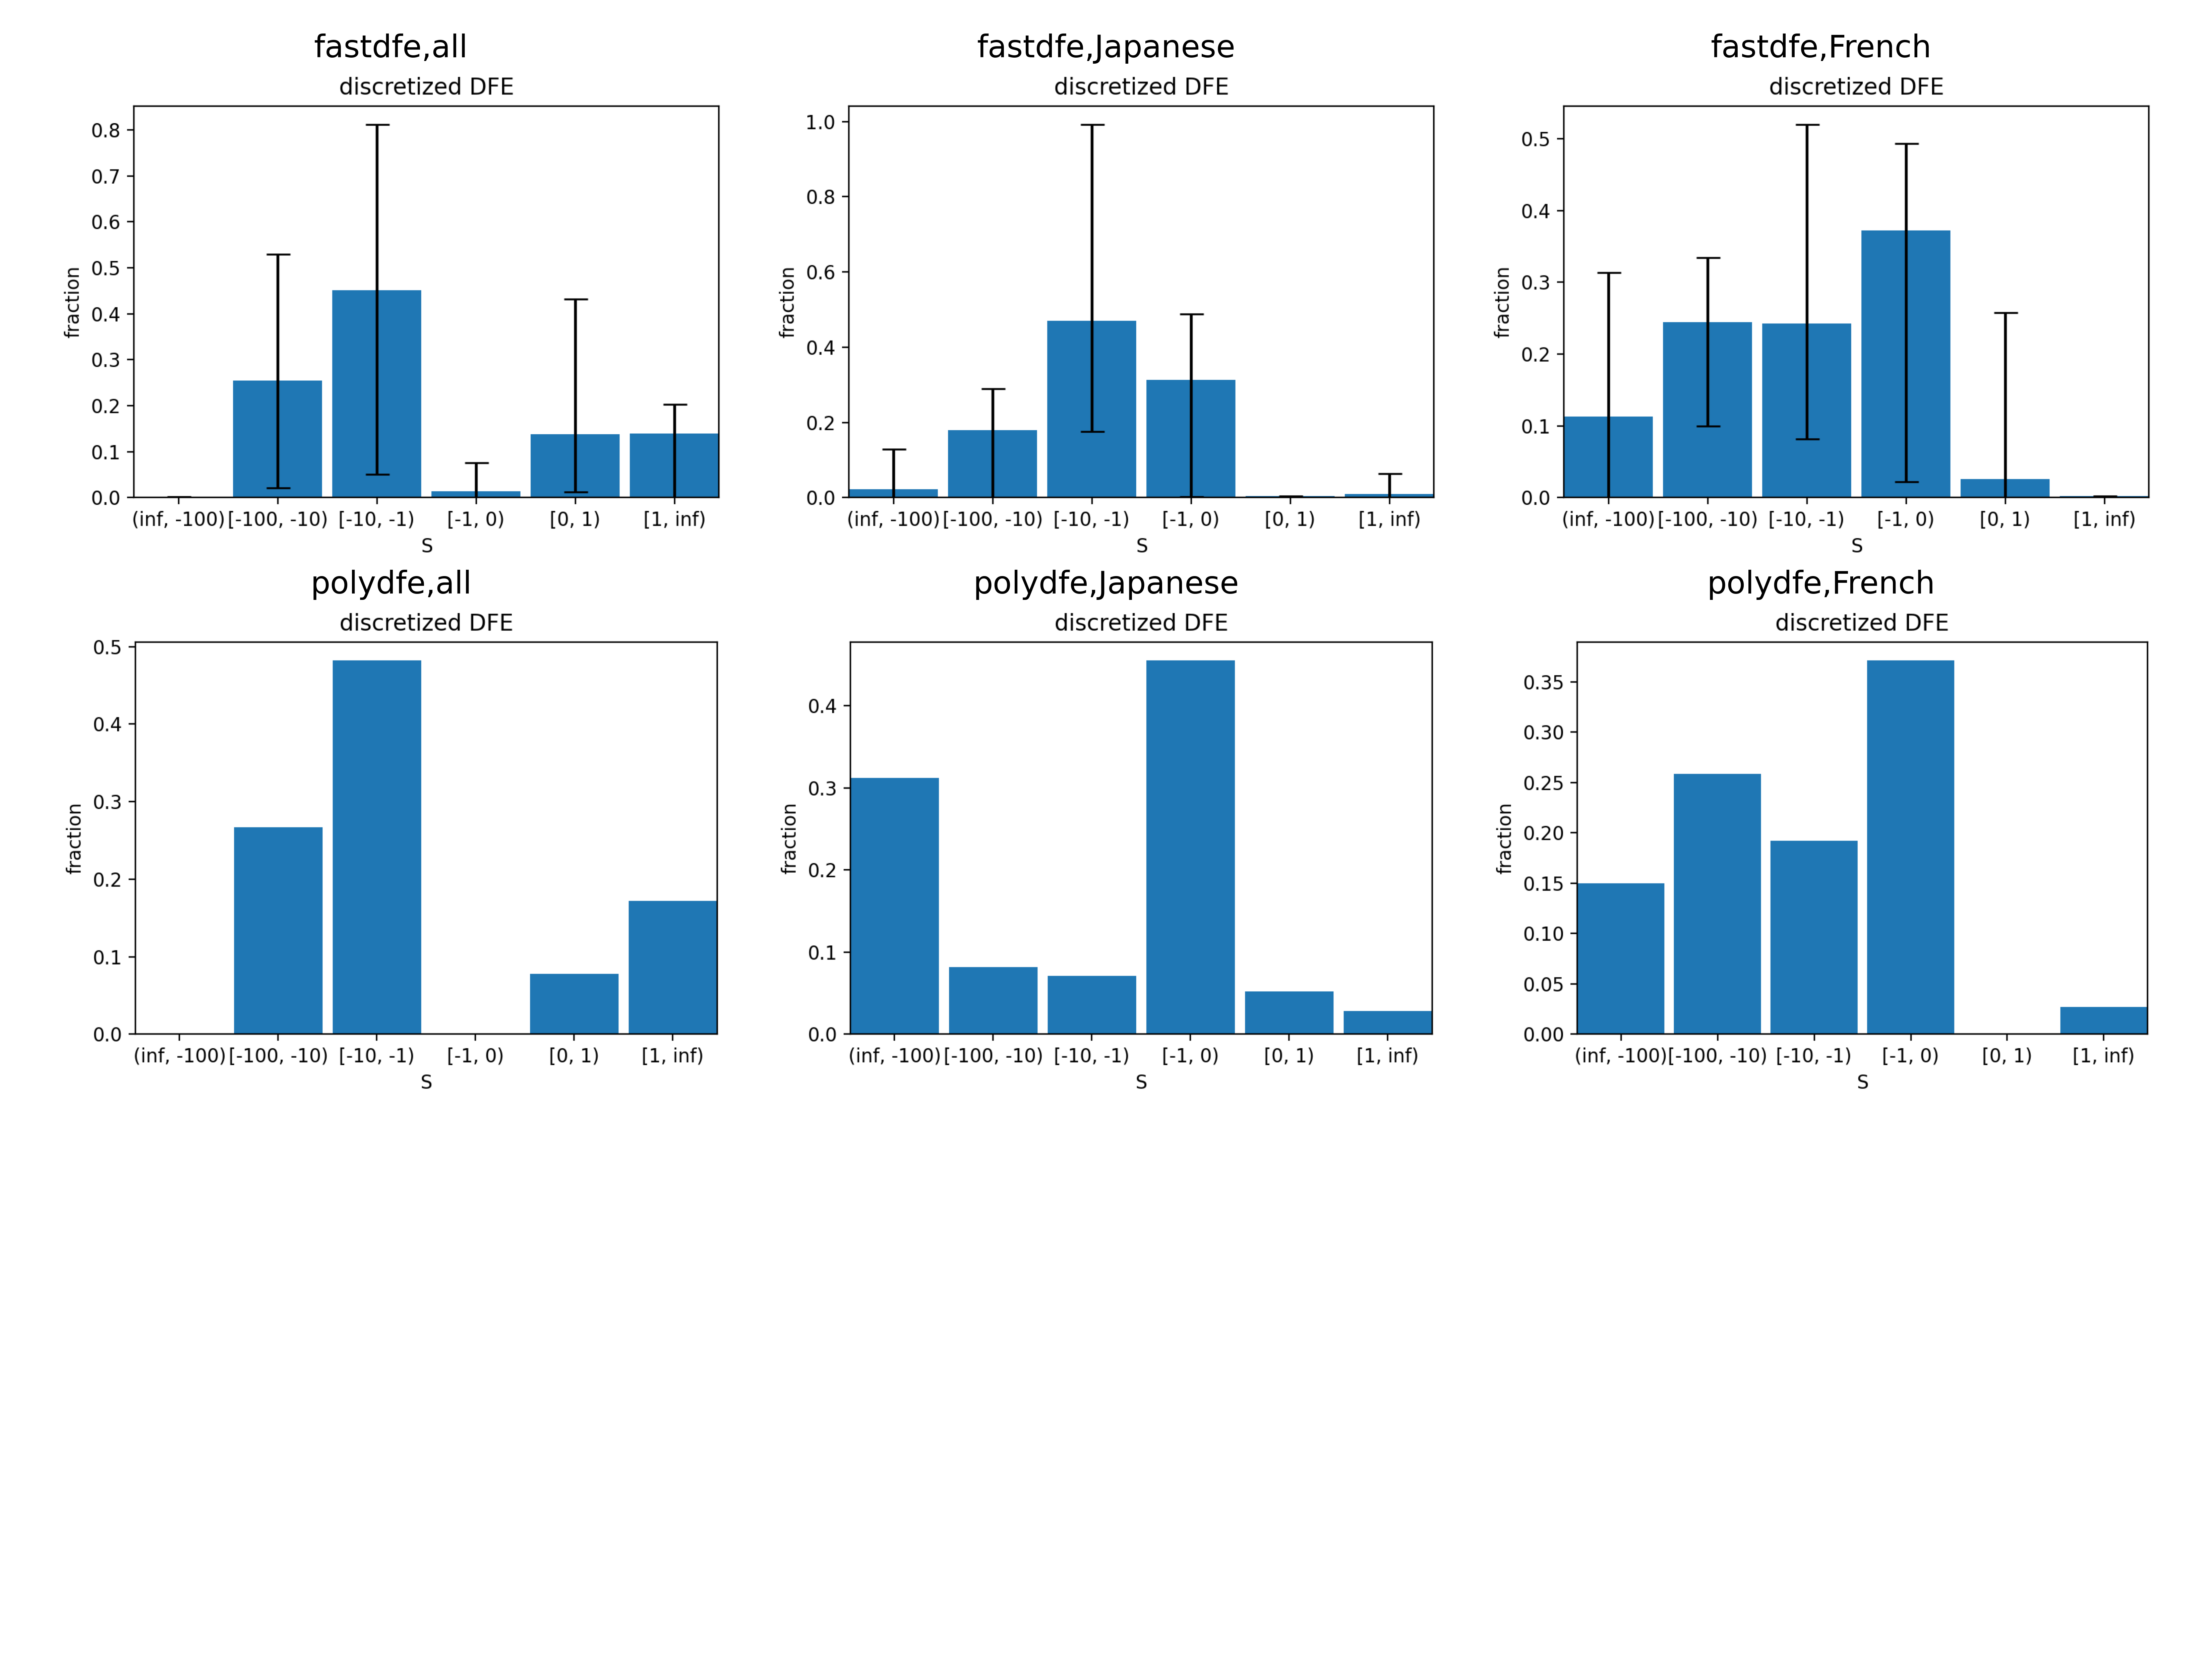 fastdfe,all
discretized DFE
0.8
0.7
0.6
0.5
0.4
0.3
0.2
0.1
0.0
fraction
(inf, -100) [-100, -10) [-10, -1) [-1, 0) [0, 1) [1, inf)
S
fastdfe,Japanese
discretized DFE
1.0
0.8
0.6
0.4
0.2
0.0
fraction
(inf, -100) [-100, -10) [-10, -1) [-1, 0) [0, 1) [1, inf)
S
fastdfe,French
discretized DFE
0.5
0.4
0.3
0.2
0.1
0.0
fraction
(inf, -100) [-100, -10) [-10, -1) [-1, 0) [0, 1) [1, inf)
S
polydfe,all
discretized DFE
0.5
0.4
0.3
0.2
0.1
0.0
fraction
(inf, -100) [-100, -10) [-10, -1) [-1, 0) [0, 1) [1, inf)
S
polydfe,Japanese
discretized DFE
0.4
0.3
0.2
0.1
0.0
fraction
(inf, -100) [-100, -10) [-10, -1) [-1, 0) [0, 1) [1, inf)
S
polydfe,French
discretized DFE
0.35
0.30
0.25
0.20
0.15
0.10
0.05
0.00
fraction
(inf, -100) [-100, -10) [-10, -1) [-1, 0) [0, 1) [1, inf)
S